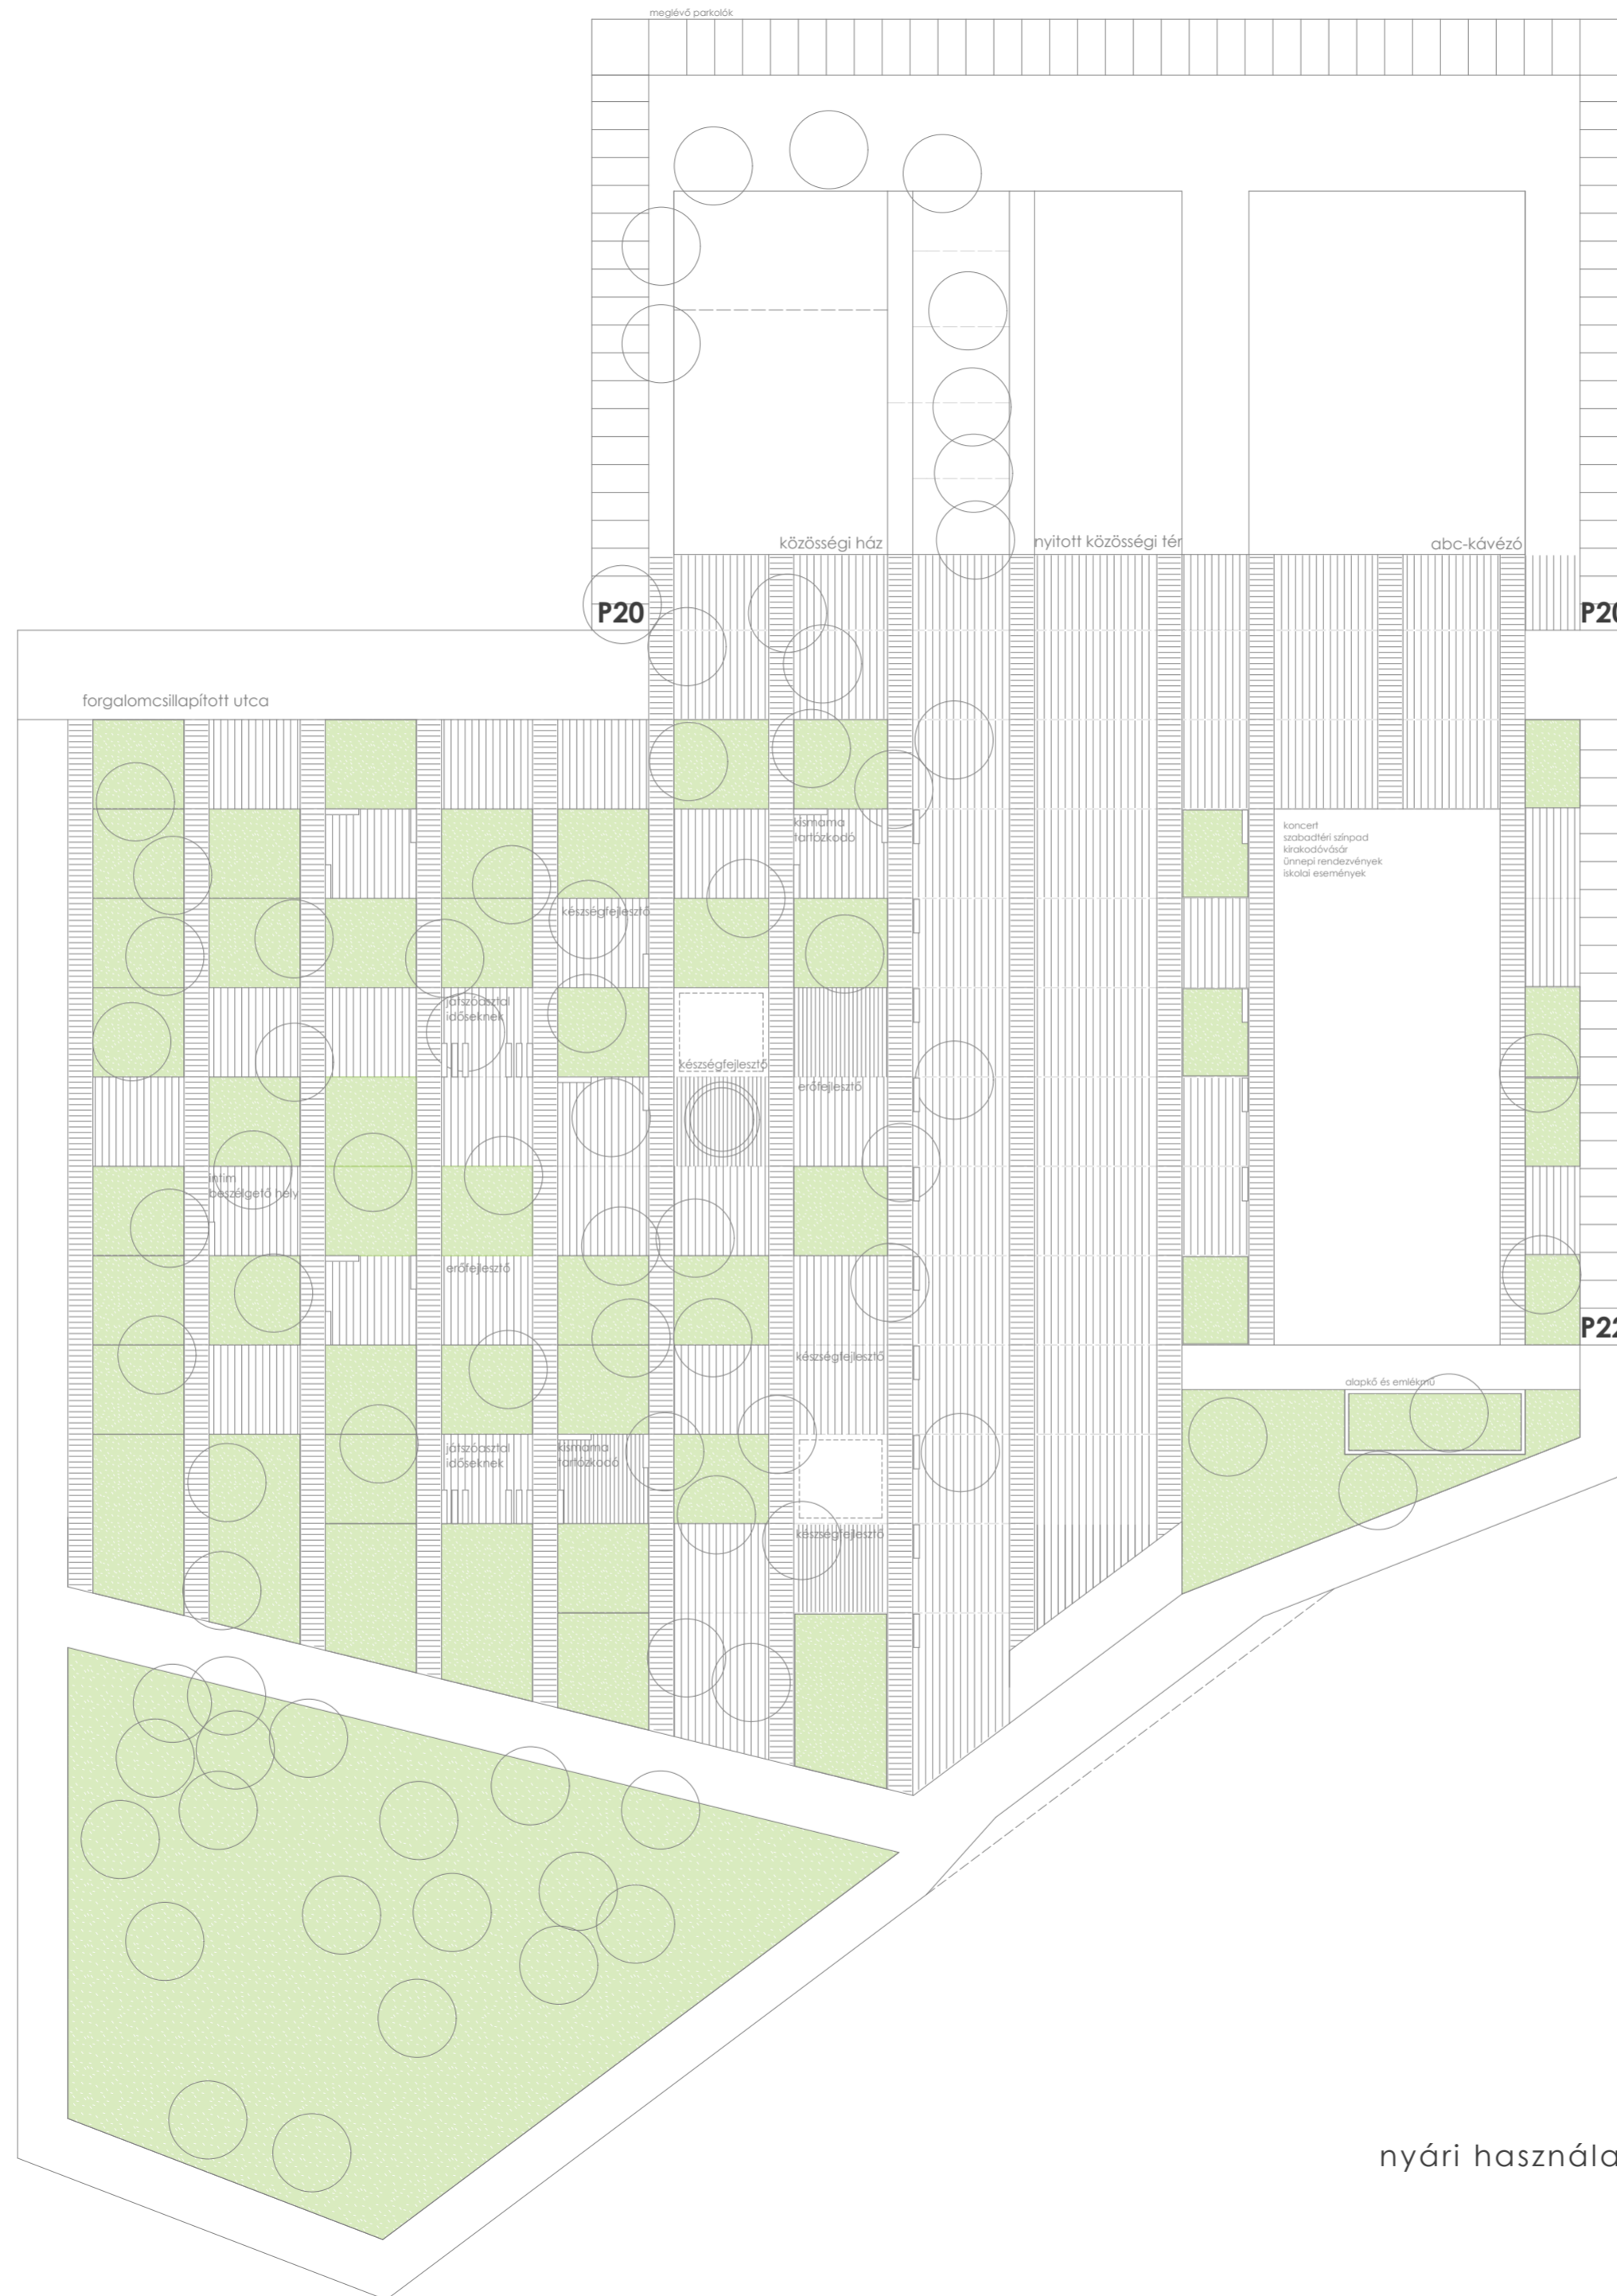 meglévő parkolók
közösségi ház
nyitott közösségi tér
abc-kávézó
P20
P20
forgalomcsillapított utca
kismama
tartózkodó
koncert
szabadtéri színpad
kirakodóvásár
ünnepi rendezvények
iskolai események
készségfejlesztő
játszóasztal
időseknek
készségfejlesztő
erőfejlesztő
intim
beszélgető hely
erőfejlesztő
P22
készségfejlesztő
alapkő és emlékmű
játszóasztal
időseknek
kismama
tartózkodó
készségfejlesztő
nyári használa